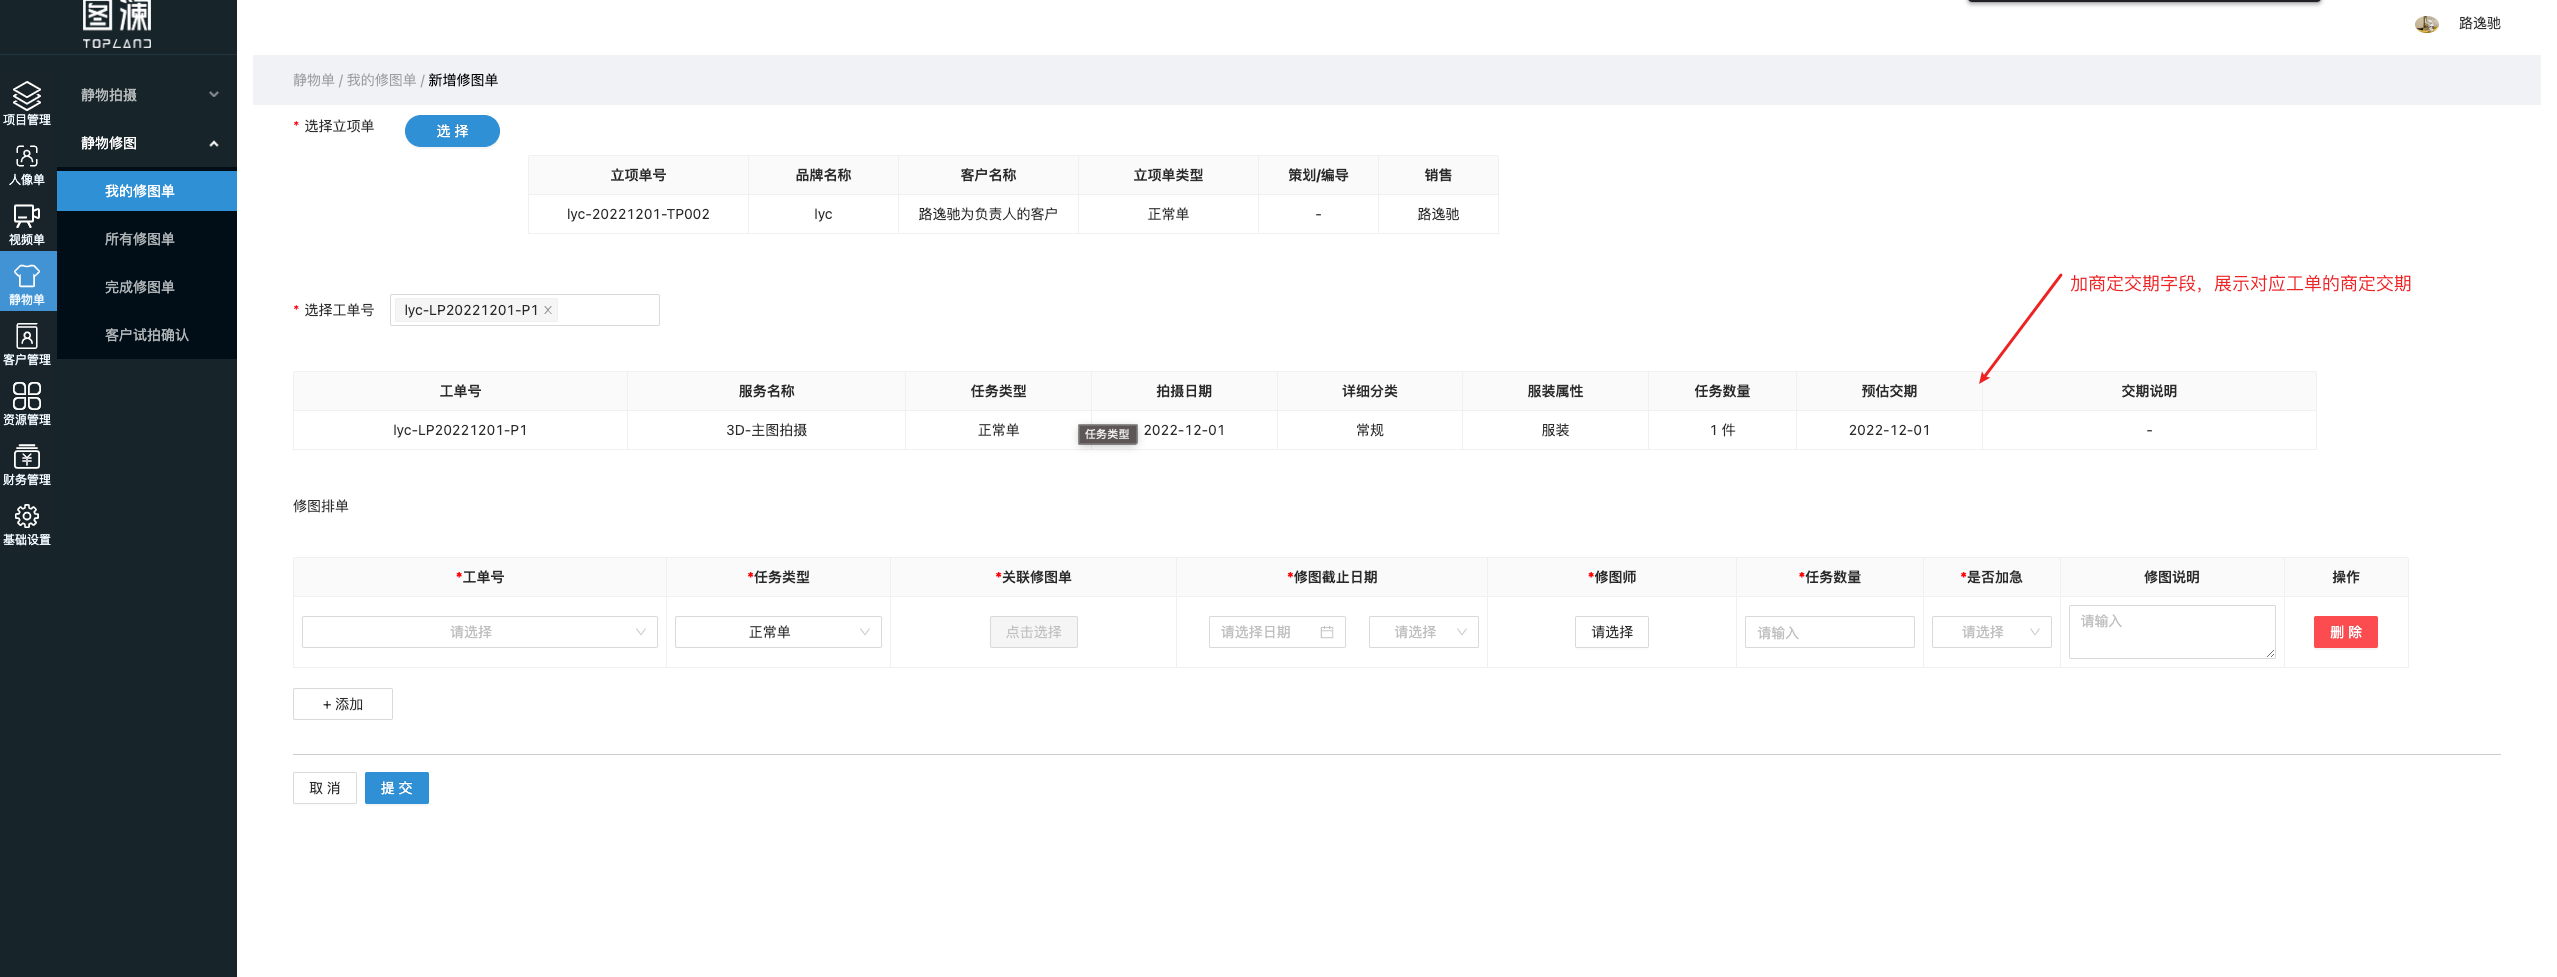 图澜
TOPLAND
路逸驰
项目管理
人像单
视频单
静物单
客户管理
资源管理
财务管理
基础设置
静物拍摄
静物修图
我的修图单
所有修图单
完成修图单
客户试拍确认
静物单 / 我的修图单 / 新增修图单
* 选择立项单 选 择
立项单号 品牌名称 客户名称 立项单类型 策划/编导 销售
lyc-20221201-TP002 lyc 路逸驰为负责人的客户 正常单 - 路逸驰
加商定交期字段，展示对应工单的商定交期
* 选择工单号 lyc-LP20221201-P1 ×
工单号 服务名称 任务类型 拍摄日期 详细分类 服装属性 任务数量 预估交期 交期说明
lyc-LP20221201-P1 3D-主图拍摄 正常单 2022-12-01 常规 服装 1 件 2022-12-01 -
任务类型
修图排单
*工单号 *任务类型 *关联修图单 *修图截止日期 *修图师 *任务数量 *是否加急 修图说明 操作
请选择 正常单 点击选择 请选择日期 请选择 请选择 请输入 请选择 请输入 删 除
+ 添加
取 消 提 交